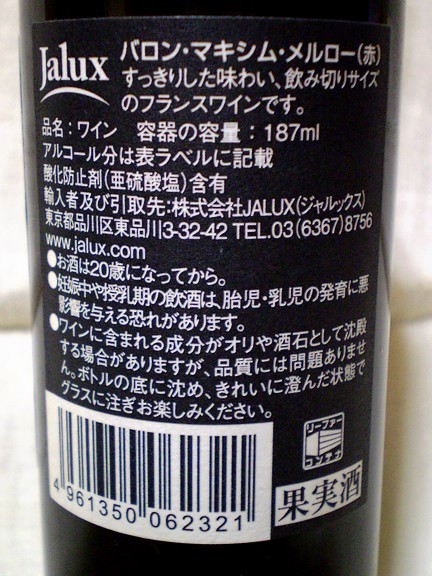 Jalux
バロン・マキシム・メルロー(赤)
すっきりした味わい、飲み切りサイズ
のフランスワインです。
品名：ワイン　容器の容量：187ml
アルコール分は表ラベルに記載
酸化防止剤(亜硫酸塩)含有
輸入者及び引取先:株式会社JALUX(ジャルックス)
東京都品川区東品川3-32-42 TEL.03(6367)8756
www.jalux.com
●お酒は20歳になってから。
●妊娠中や授乳期の飲酒は、胎児・乳児の発育に悪
影響を与える恐れがあります。
●ワインに含まれる成分がオリや酒石として沈殿
する場合がありますが、品質には問題ありませ
ん。ボトルの底に沈め、きれいに澄んだ状態で
グラスに注ぎお楽しみください。
リーファー
コンテナ
4 961350 062321
果実酒